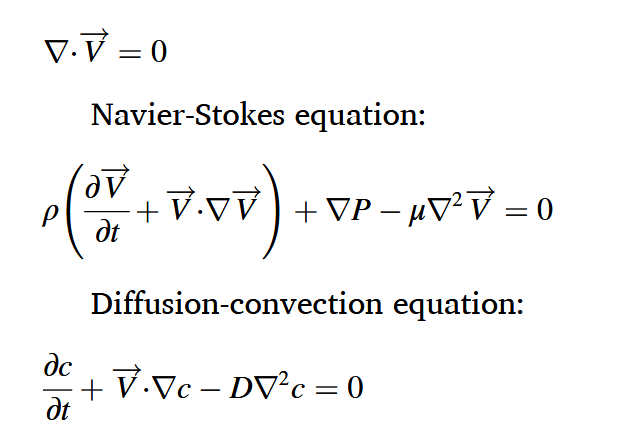 ∇·V⃗ = 0
Navier-Stokes equation:
ρ(∂V⃗/∂t + V⃗·∇V⃗) + ∇P − μ∇²V⃗ = 0
Diffusion-convection equation:
∂c/∂t + V⃗·∇c − D∇²c = 0